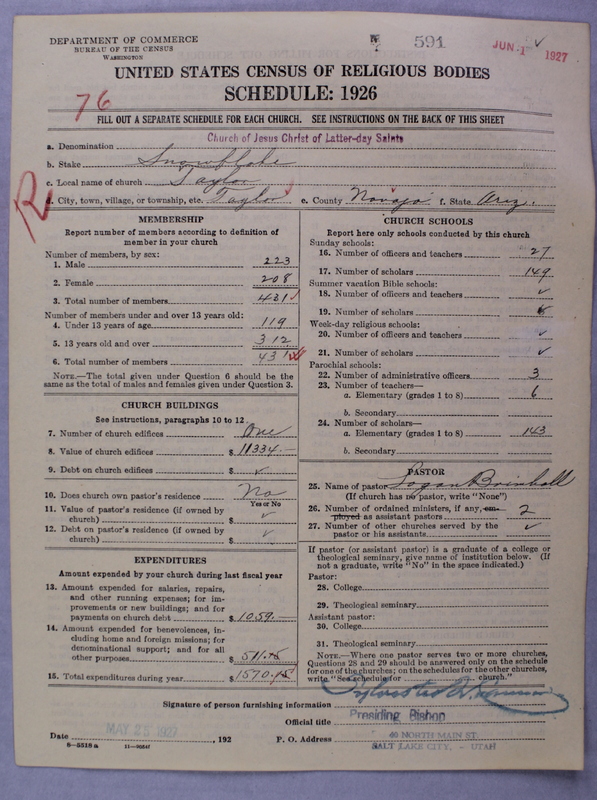 DEPARTMENT OF COMMERCE
BUREAU OF THE CENSUS
WASHINGTON
591
JUN -1 1927
UNITED STATES CENSUS OF RELIGIOUS BODIES
SCHEDULE: 1926
76
FILL OUT A SEPARATE SCHEDULE FOR EACH CHURCH. SEE INSTRUCTIONS ON THE BACK OF THIS SHEET
a. Denomination Church of Jesus Christ of Latter-day Saints
b. Stake Snowflake
c. Local name of church Taylor
d. City, town, village, or township, etc. Taylor e. County Navajo f. State Ariz.
R
MEMBERSHIP
Report number of members according to definition of
member in your church
Number of members, by sex:
1. Male 223
2. Female 208
3. Total number of members 431
Number of members under and over 13 years old:
4. Under 13 years of age 119
5. 13 years old and over 312
6. Total number of members 431
NOTE.—The total given under Question 6 should be the
same as the total of males and females given under Question 3.
CHURCH BUILDINGS
See instructions, paragraphs 10 to 12
7. Number of church edifices One
8. Value of church edifices $ 11334.—
9. Debt on church edifices $ ✓
10. Does church own pastor's residence No
Yes or No
11. Value of pastor's residence (if owned by
church) $ ✓
12. Debt on pastor's residence (if owned by
church) $ ✓
EXPENDITURES
Amount expended by your church during last fiscal year
13. Amount expended for salaries, repairs,
and other running expenses; for im-
provements or new buildings; and for
payments on church debt $ 1059.—
14. Amount expended for benevolences, in-
cluding home and foreign missions; for
denominational support; and for all
other purposes $
15. Total expenditures during year $ 1570.
CHURCH SCHOOLS
Report here only schools conducted by this church
Sunday schools:
16. Number of officers and teachers 27
17. Number of scholars 149
Summer vacation Bible schools:
18. Number of officers and teachers ✓
19. Number of scholars
Week-day religious schools:
20. Number of officers and teachers ✓
21. Number of scholars ✓
Parochial schools:
22. Number of administrative officers 3
23. Number of teachers—
a. Elementary (grades 1 to 8) 6
b. Secondary
24. Number of scholars—
a. Elementary (grades 1 to 8) 143
b. Secondary
PASTOR
25. Name of pastor Logan Brimhall
(If church has no pastor, write "None")
26. Number of ordained ministers, if any, em-
ployed as assistant pastors 2
27. Number of other churches served by the
pastor or his assistants ✓
If pastor (or assistant pastor) is a graduate of a college or
theological seminary, give name of institution below. (If
not a graduate, write "No" in the space indicated.)
Pastor:
28. College
29. Theological seminary
Assistant pastor:
30. College
31. Theological seminary
NOTE.—Where one pastor serves two or more churches,
Questions 28 and 29 should be answered only on the schedule
for one of the churches; on the schedules for the other churches,
write "See schedule for church."
Signature of person furnishing information Sylvester Q. Cannon
Official title Presiding Bishop
Date MAY 25 1927, 192 P. O. Address 40 NORTH MAIN ST.
SALT LAKE CITY, - UTAH
8—5518a 11—9554f